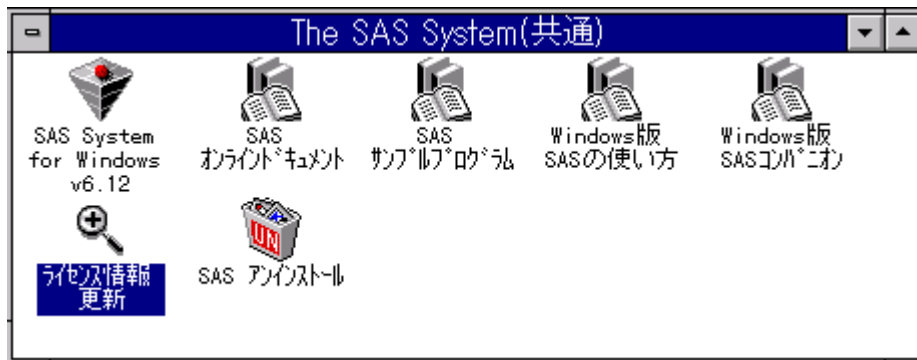 The SAS System(共通)
SAS System
for Windows
v6.12
SAS
オンラインドキュメント
SAS
サンプルプログラム
Windows版
SASの使い方
Windows版
SASコンパニオン
ライセンス情報
更新
SAS アンインストール
UN